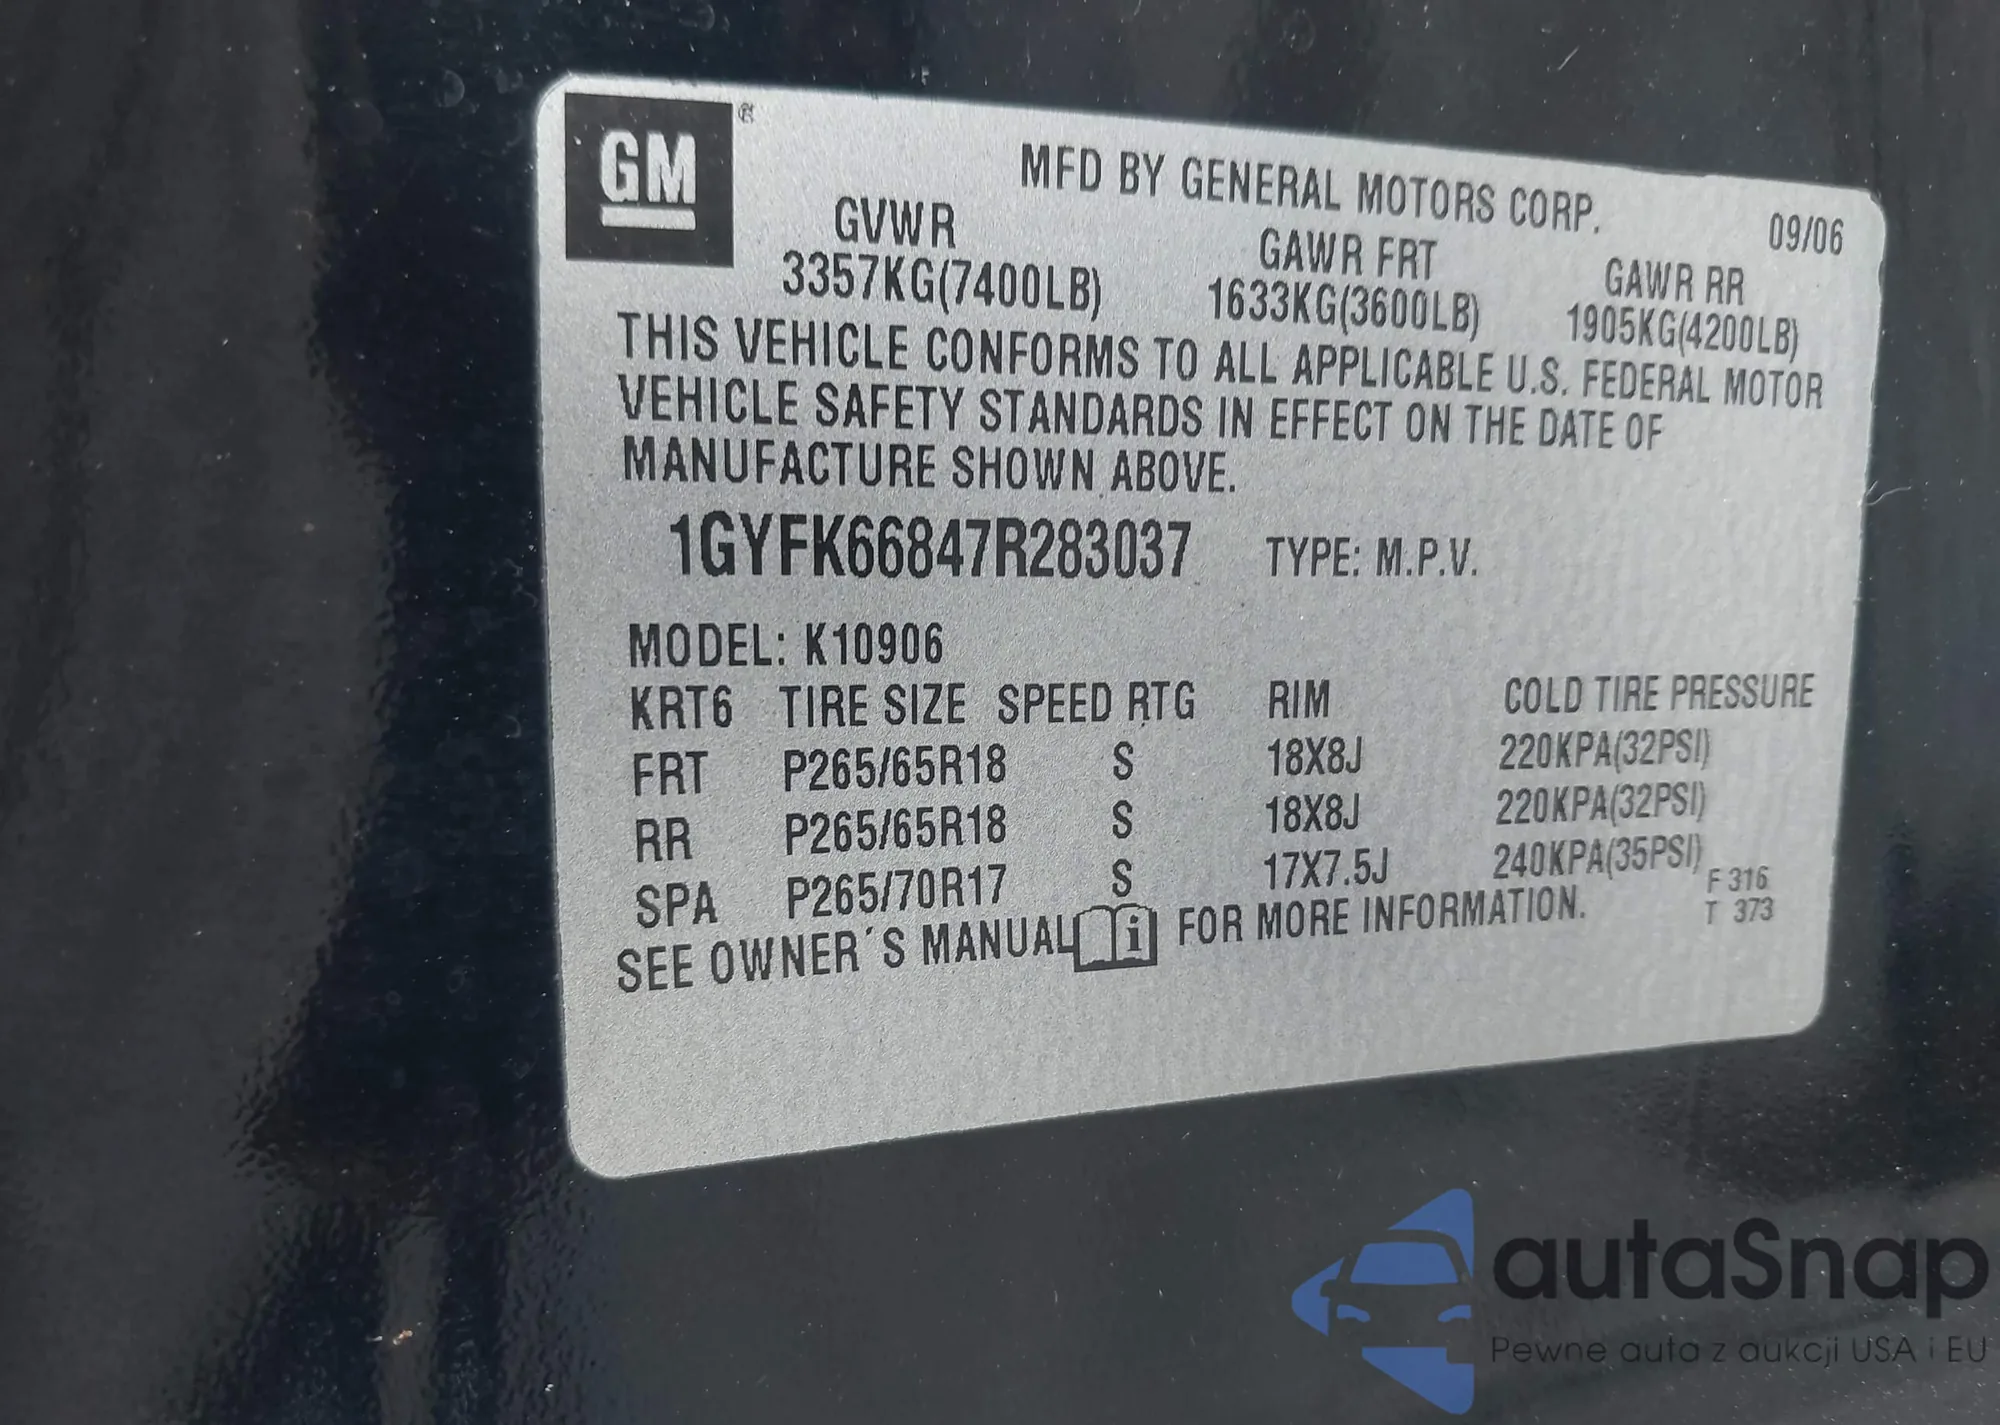 GM
MFD BY GENERAL MOTORS CORP.
09/06
GVWR GAWR FRT GAWR RR
3357KG(7400LB) 1633KG(3600LB) 1905KG(4200LB)
THIS VEHICLE CONFORMS TO ALL APPLICABLE U.S. FEDERAL MOTOR
VEHICLE SAFETY STANDARDS IN EFFECT ON THE DATE OF
MANUFACTURE SHOWN ABOVE.
1GYFK66847R283037 TYPE: M.P.V.
MODEL: K10906
KRT6 TIRE SIZE SPEED RTG RIM COLD TIRE PRESSURE
FRT P265/65R18 S 18X8J 220KPA(32PSI)
RR P265/65R18 S 18X8J 220KPA(32PSI)
SPA P265/70R17 S 17X7.5J 240KPA(35PSI)
F 316
T 373
SEE OWNER´S MANUAL i FOR MORE INFORMATION.
autaSnap
Pewne auta z aukcji USA i EU